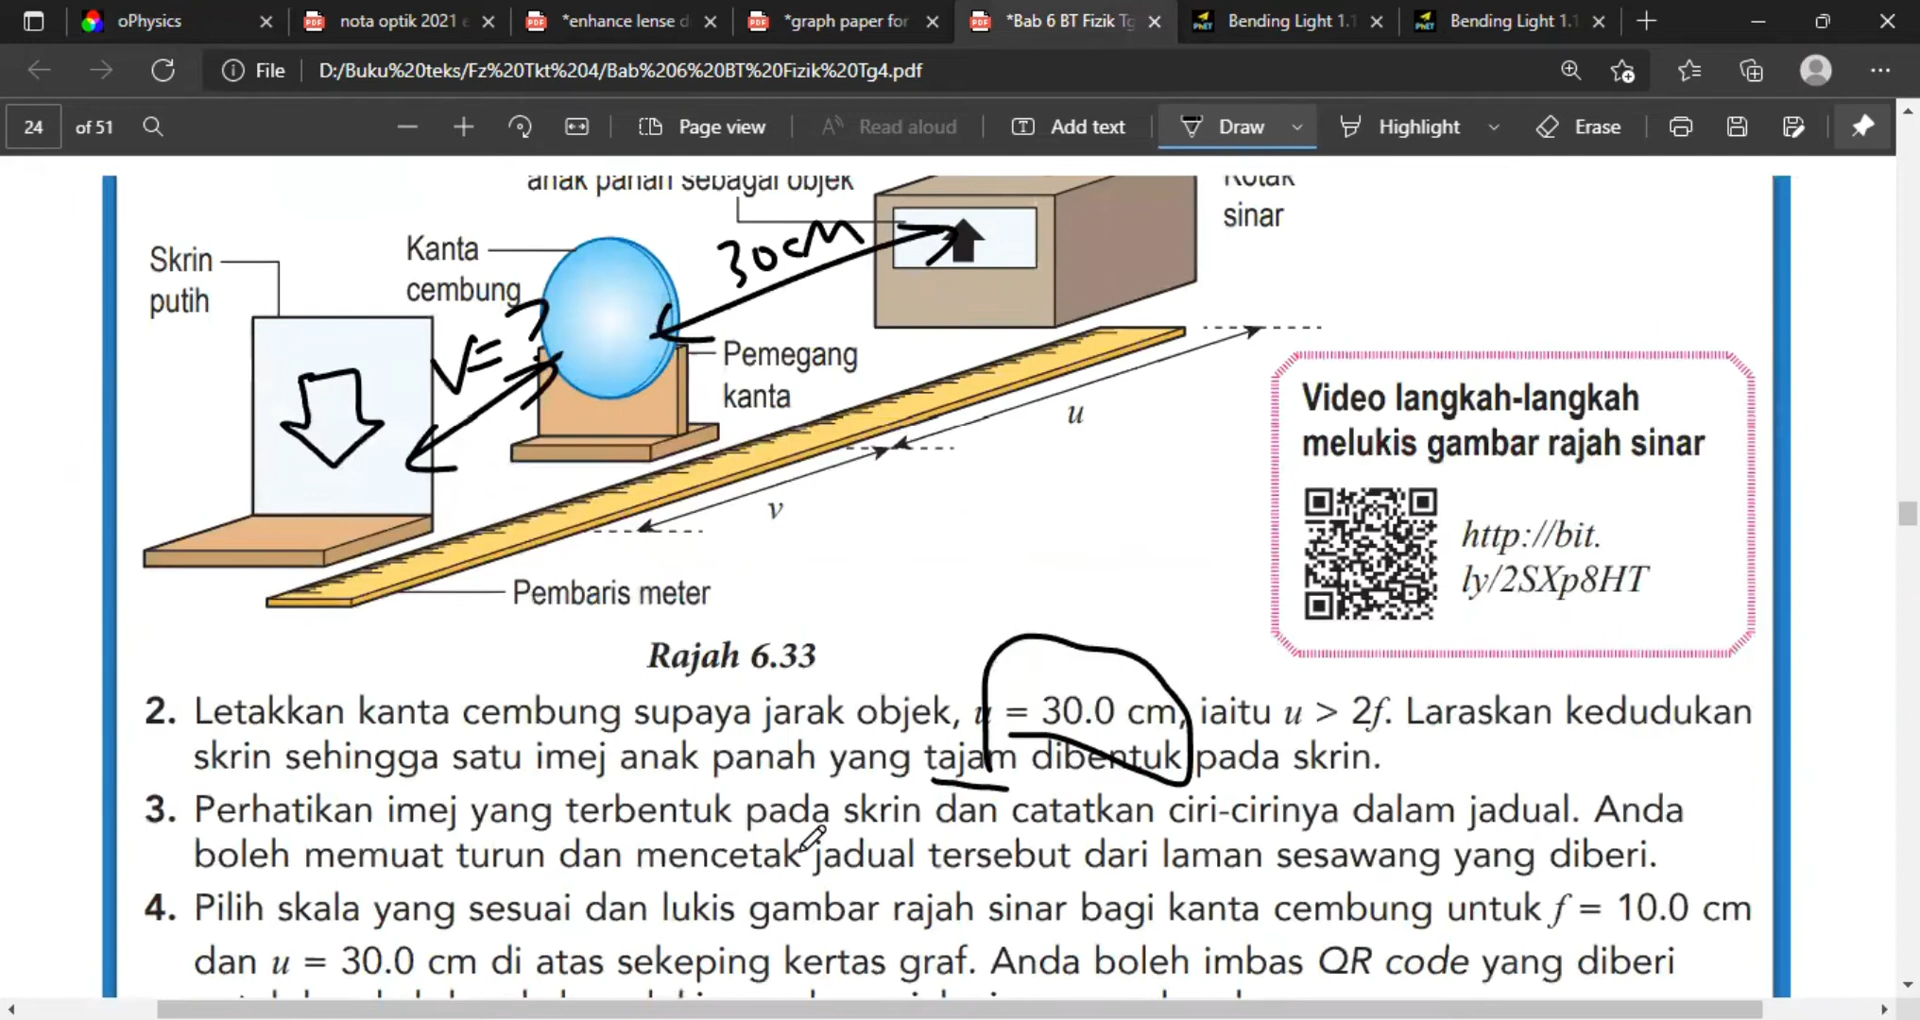 oPhysics
nota optik 2021
*enhance lense d
*graph paper for
*Bab 6 BT Fizik Tg
Bending Light 1.1
Bending Light 1.1
File
D:/Buku%20teks/Fz%20Tkt%204/Bab%206%20BT%20Fizik%20Tg4.pdf
24
of 51
Page view
Read aloud
Add text
Draw
Highlight
Erase
anak panah sebagai objek
Kotak
sinar
Skrin
putih
Kanta
cembung
30cm
V= ?
Pemegang
kanta
u
v
Pembaris meter
Video langkah-langkah
melukis gambar rajah sinar
http://bit.
ly/2SXp8HT
Rajah 6.33
2. Letakkan kanta cembung supaya jarak objek, u = 30.0 cm, iaitu u > 2f. Laraskan kedudukan
skrin sehingga satu imej anak panah yang tajam dibentuk pada skrin.
3. Perhatikan imej yang terbentuk pada skrin dan catatkan ciri-cirinya dalam jadual. Anda
boleh memuat turun dan mencetak jadual tersebut dari laman sesawang yang diberi.
4. Pilih skala yang sesuai dan lukis gambar rajah sinar bagi kanta cembung untuk f = 10.0 cm
dan u = 30.0 cm di atas sekeping kertas graf. Anda boleh imbas QR code yang diberi